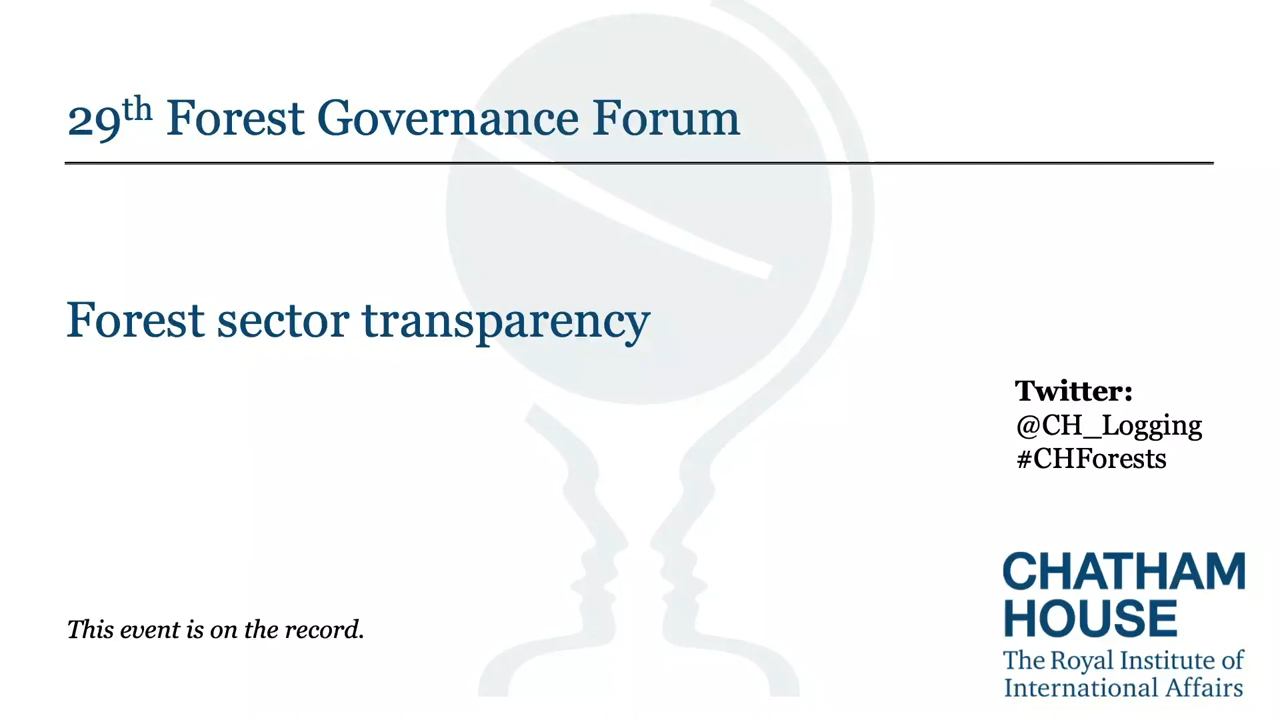 29th Forest Governance Forum
Forest sector transparency
Twitter:
@CH_Logging
#CHForests
CHATHAM
HOUSE
The Royal Institute of
International Affairs
This event is on the record.